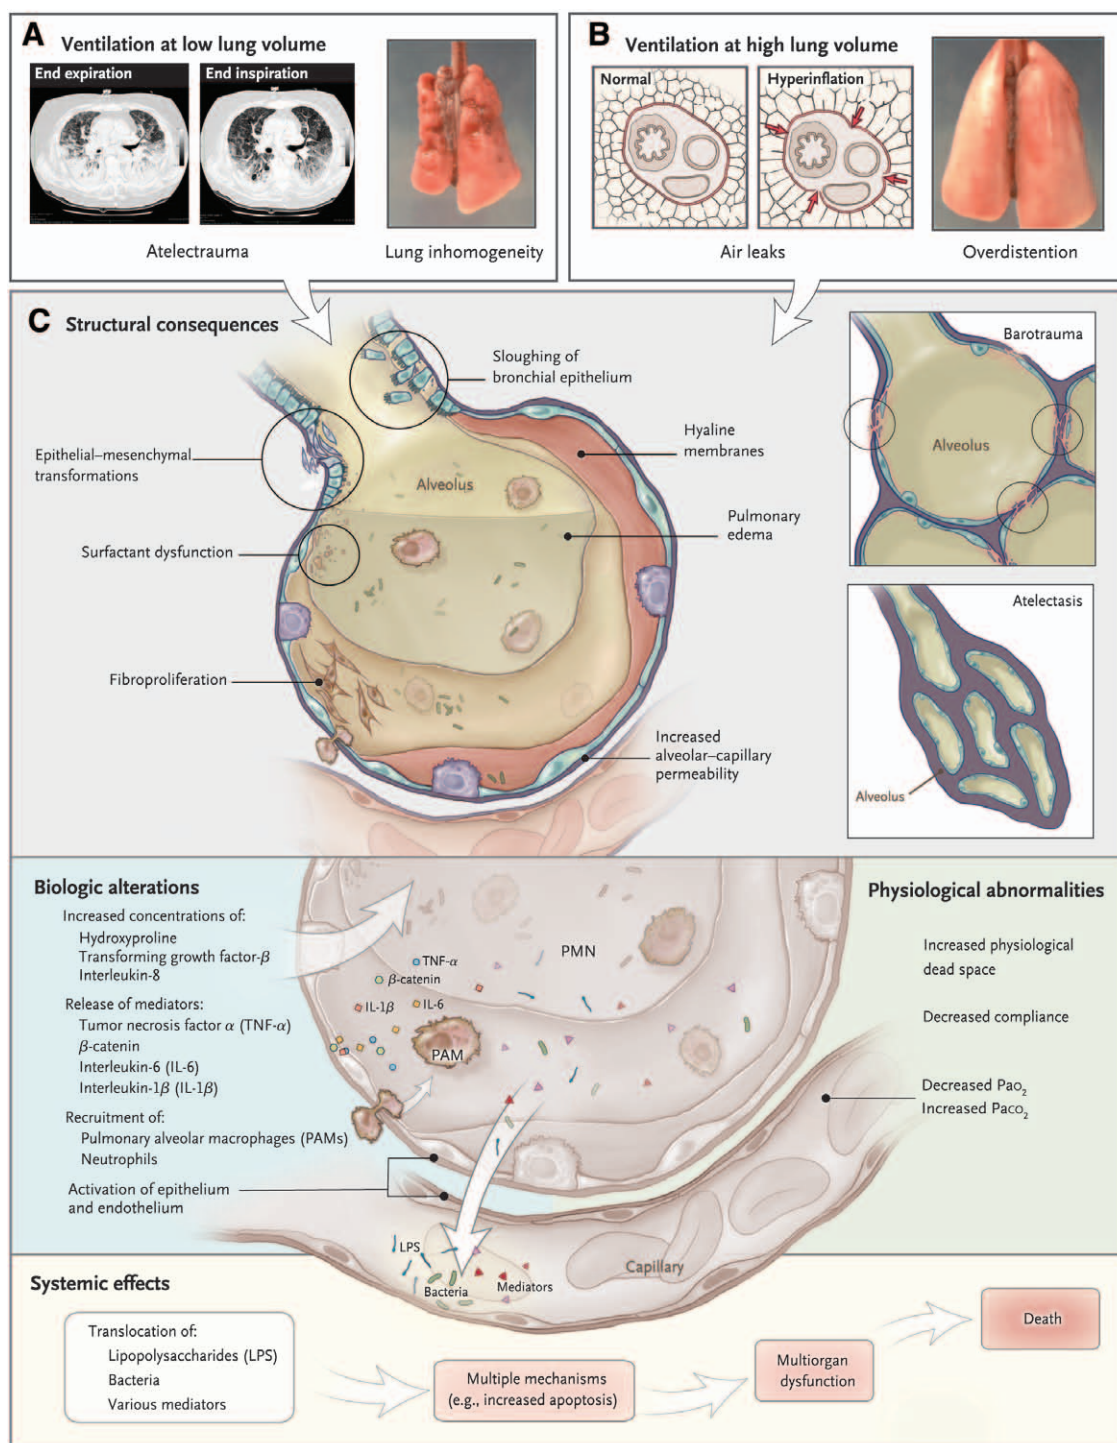 A
Ventilation at low lung volume
End expiration
End inspiration
Atelectrauma
Lung inhomogeneity
B
Ventilation at high lung volume
Normal
Hyperinflation
Air leaks
Overdistention
C
Structural consequences
Sloughing of
bronchial epithelium
Epithelial–mesenchymal
transformations
Surfactant dysfunction
Fibroproliferation
Alveolus
Hyaline
membranes
Pulmonary
edema
Increased
alveolar–capillary
permeability
Barotrauma
Alveolus
Atelectasis
Alveolus
Biologic alterations
Increased concentrations of:
Hydroxyproline
Transforming growth factor-β
Interleukin-8
Release of mediators:
Tumor necrosis factor α (TNF-α)
β-catenin
Interleukin-6 (IL-6)
Interleukin-1β (IL-1β)
Recruitment of:
Pulmonary alveolar macrophages (PAMs)
Neutrophils
Activation of epithelium
and endothelium
TNF-α
β-catenin
IL-1β
IL-6
PAM
PMN
Physiological abnormalities
Increased physiological
dead space
Decreased compliance
Decreased PaO₂
Increased PaCO₂
LPS
Bacteria
Mediators
Capillary
Systemic effects
Translocation of:
Lipopolysaccharides (LPS)
Bacteria
Various mediators
Multiple mechanisms
(e.g., increased apoptosis)
Multiorgan
dysfunction
Death